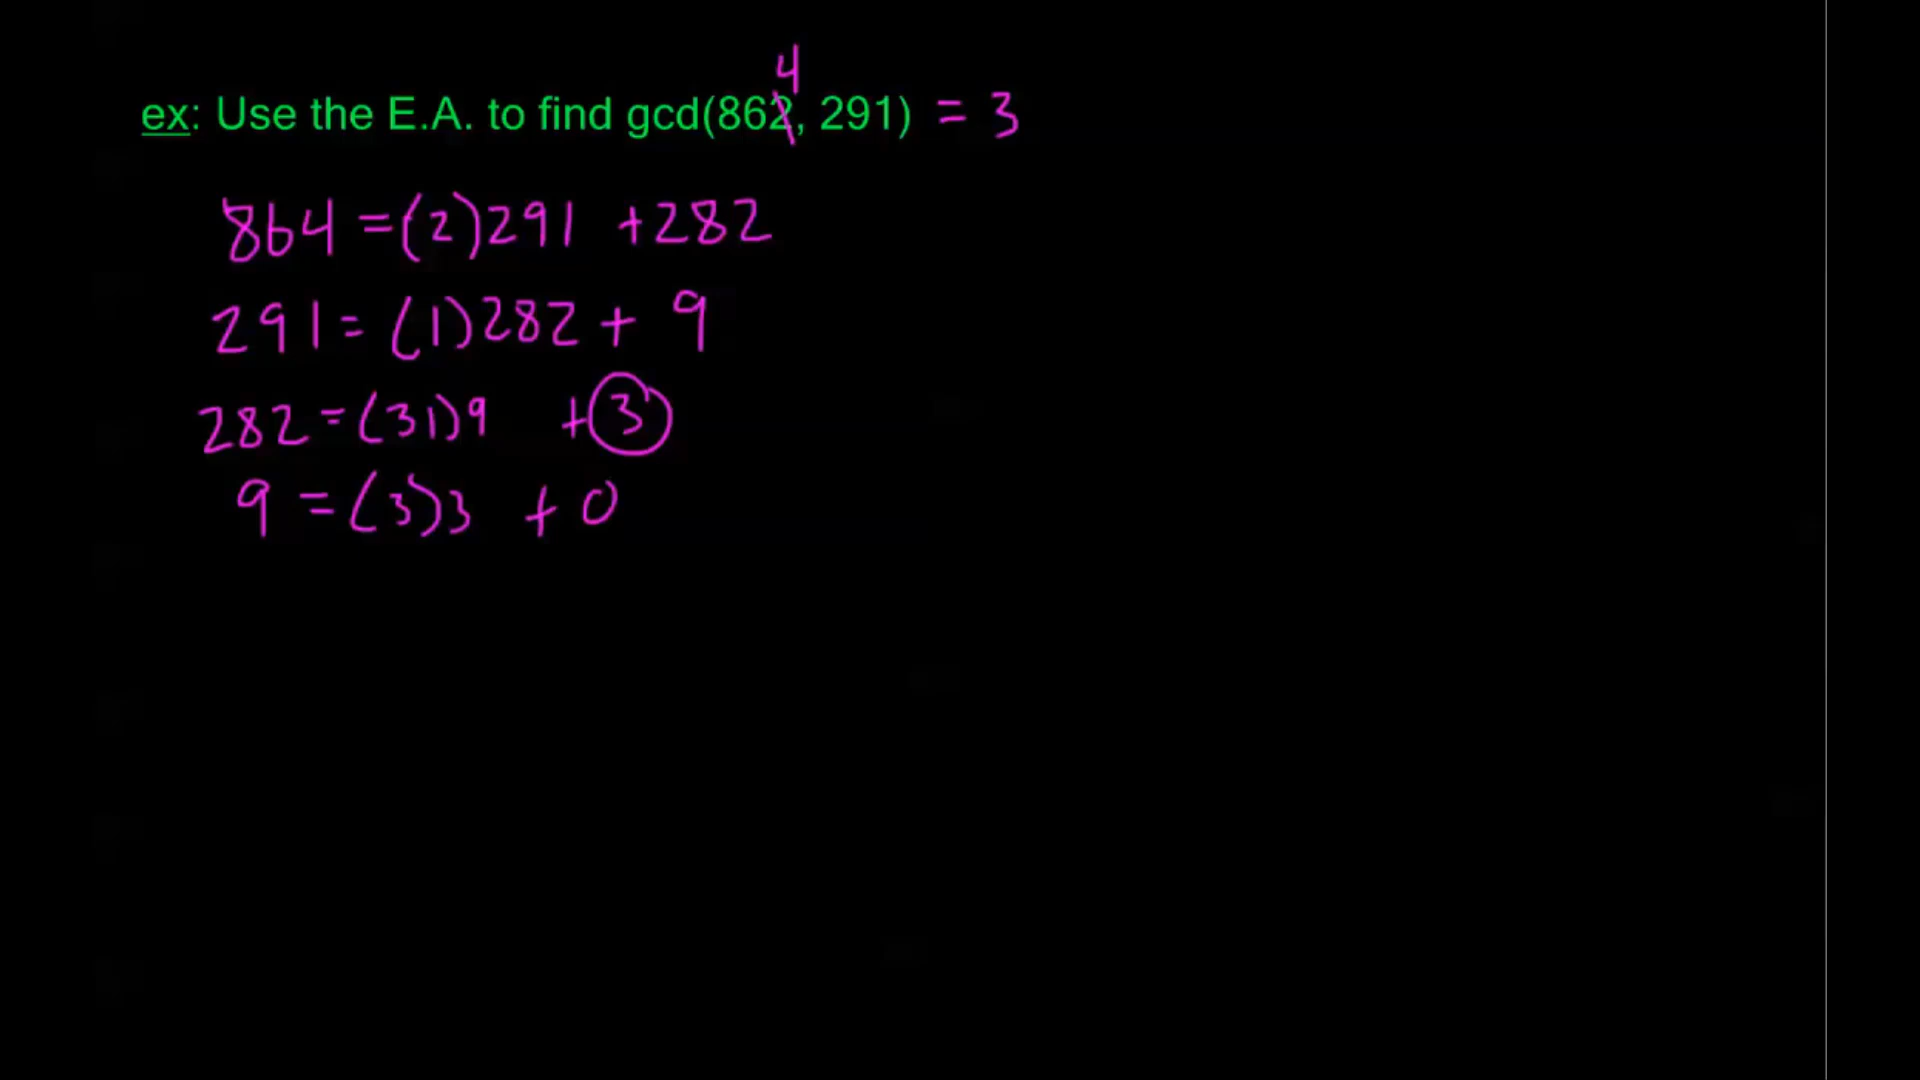 4
ex: Use the E.A. to find gcd(862, 291) = 3
864 = (2)291 + 282
291 = (1)282 + 9
282 = (31)9 + 3
9 = (3)3 + 0